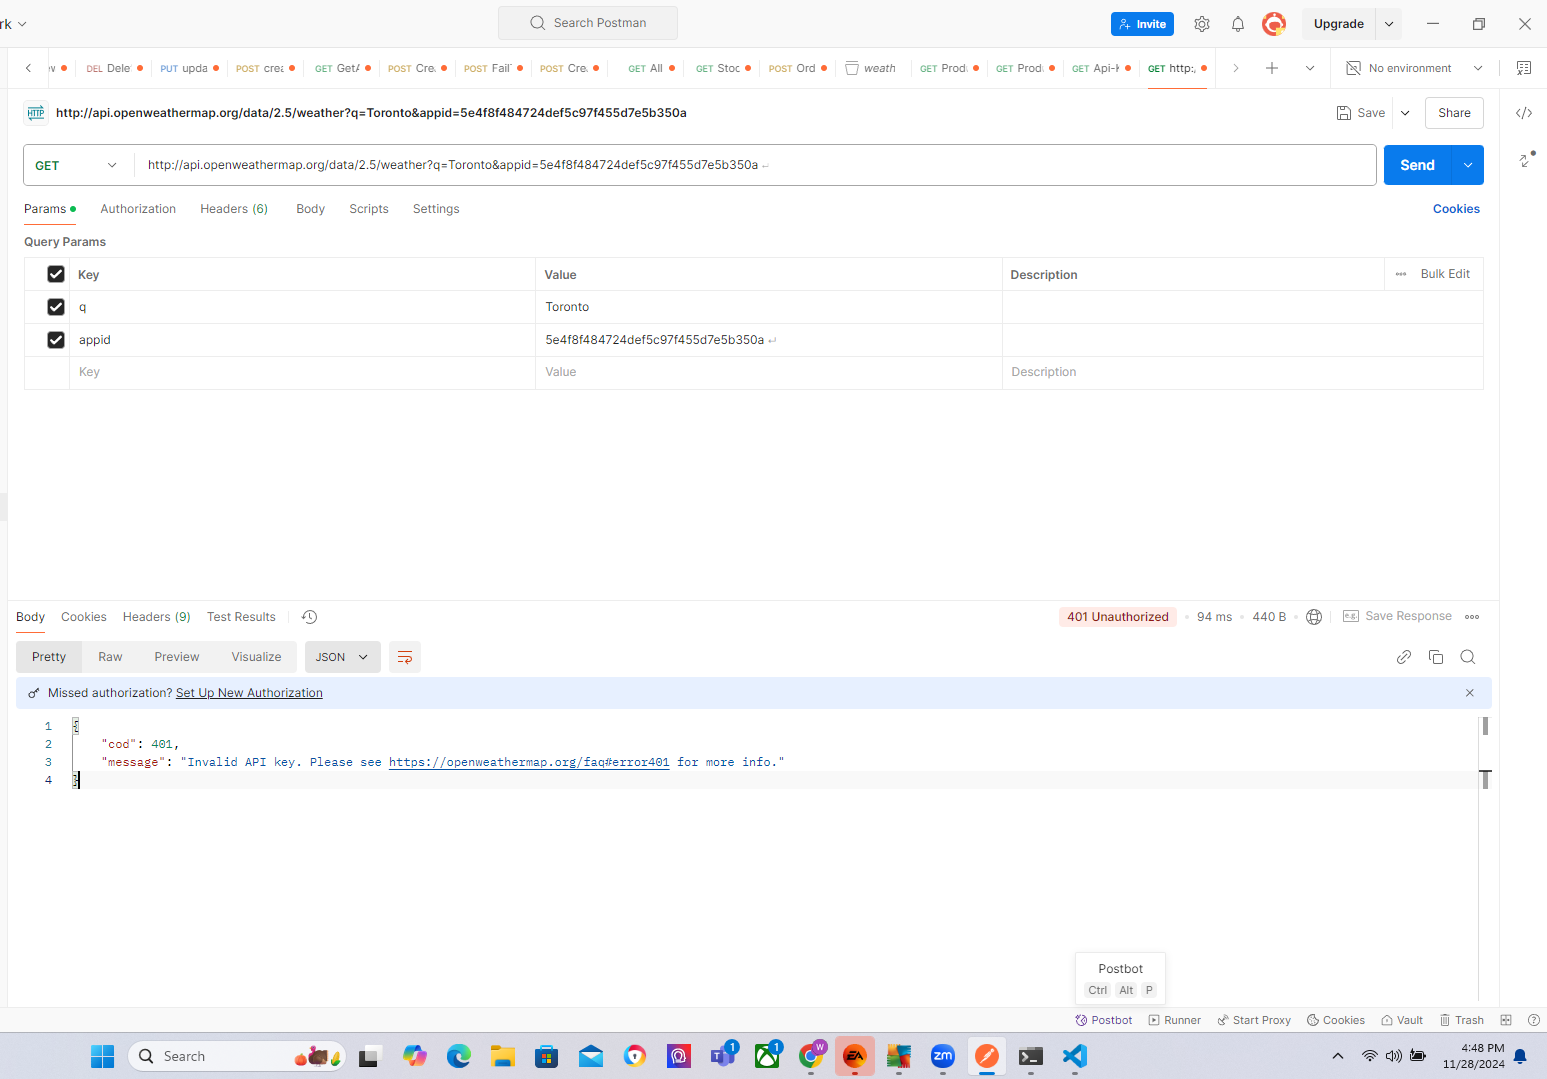 rk
Search Postman
Invite
Upgrade
DEL Dele
PUT upda
POST crea
GET GetA
POST Cre
POST Fail
POST Cre
GET All
GET Stoc
POST Ord
weath
GET Prod
GET Prod
GET Api-K
GET http:
No environment
HTTP
http://api.openweathermap.org/data/2.5/weather?q=Toronto&appid=5e4f8f484724def5c97f455d7e5b350a
Save
Share
GET
http://api.openweathermap.org/data/2.5/weather?q=Toronto&appid=5e4f8f484724def5c97f455d7e5b350a
Send
Params
Authorization
Headers (6)
Body
Scripts
Settings
Cookies
Query Params
Key Value Description Bulk Edit
q Toronto
appid 5e4f8f484724def5c97f455d7e5b350a
Key Value Description
Body
Cookies
Headers (9)
Test Results
401 Unauthorized
94 ms
440 B
e.g.
Save Response
Pretty
Raw
Preview
Visualize
JSON
Missed authorization? Set Up New Authorization
1 {
2 "cod": 401,
3 "message": "Invalid API key. Please see https://openweathermap.org/faq#error401 for more info."
4 }
Postbot
Ctrl Alt P
Postbot
Runner
Start Proxy
Cookies
Vault
Trash
Search
1
1
W
EA
zm
4:48 PM
11/28/2024